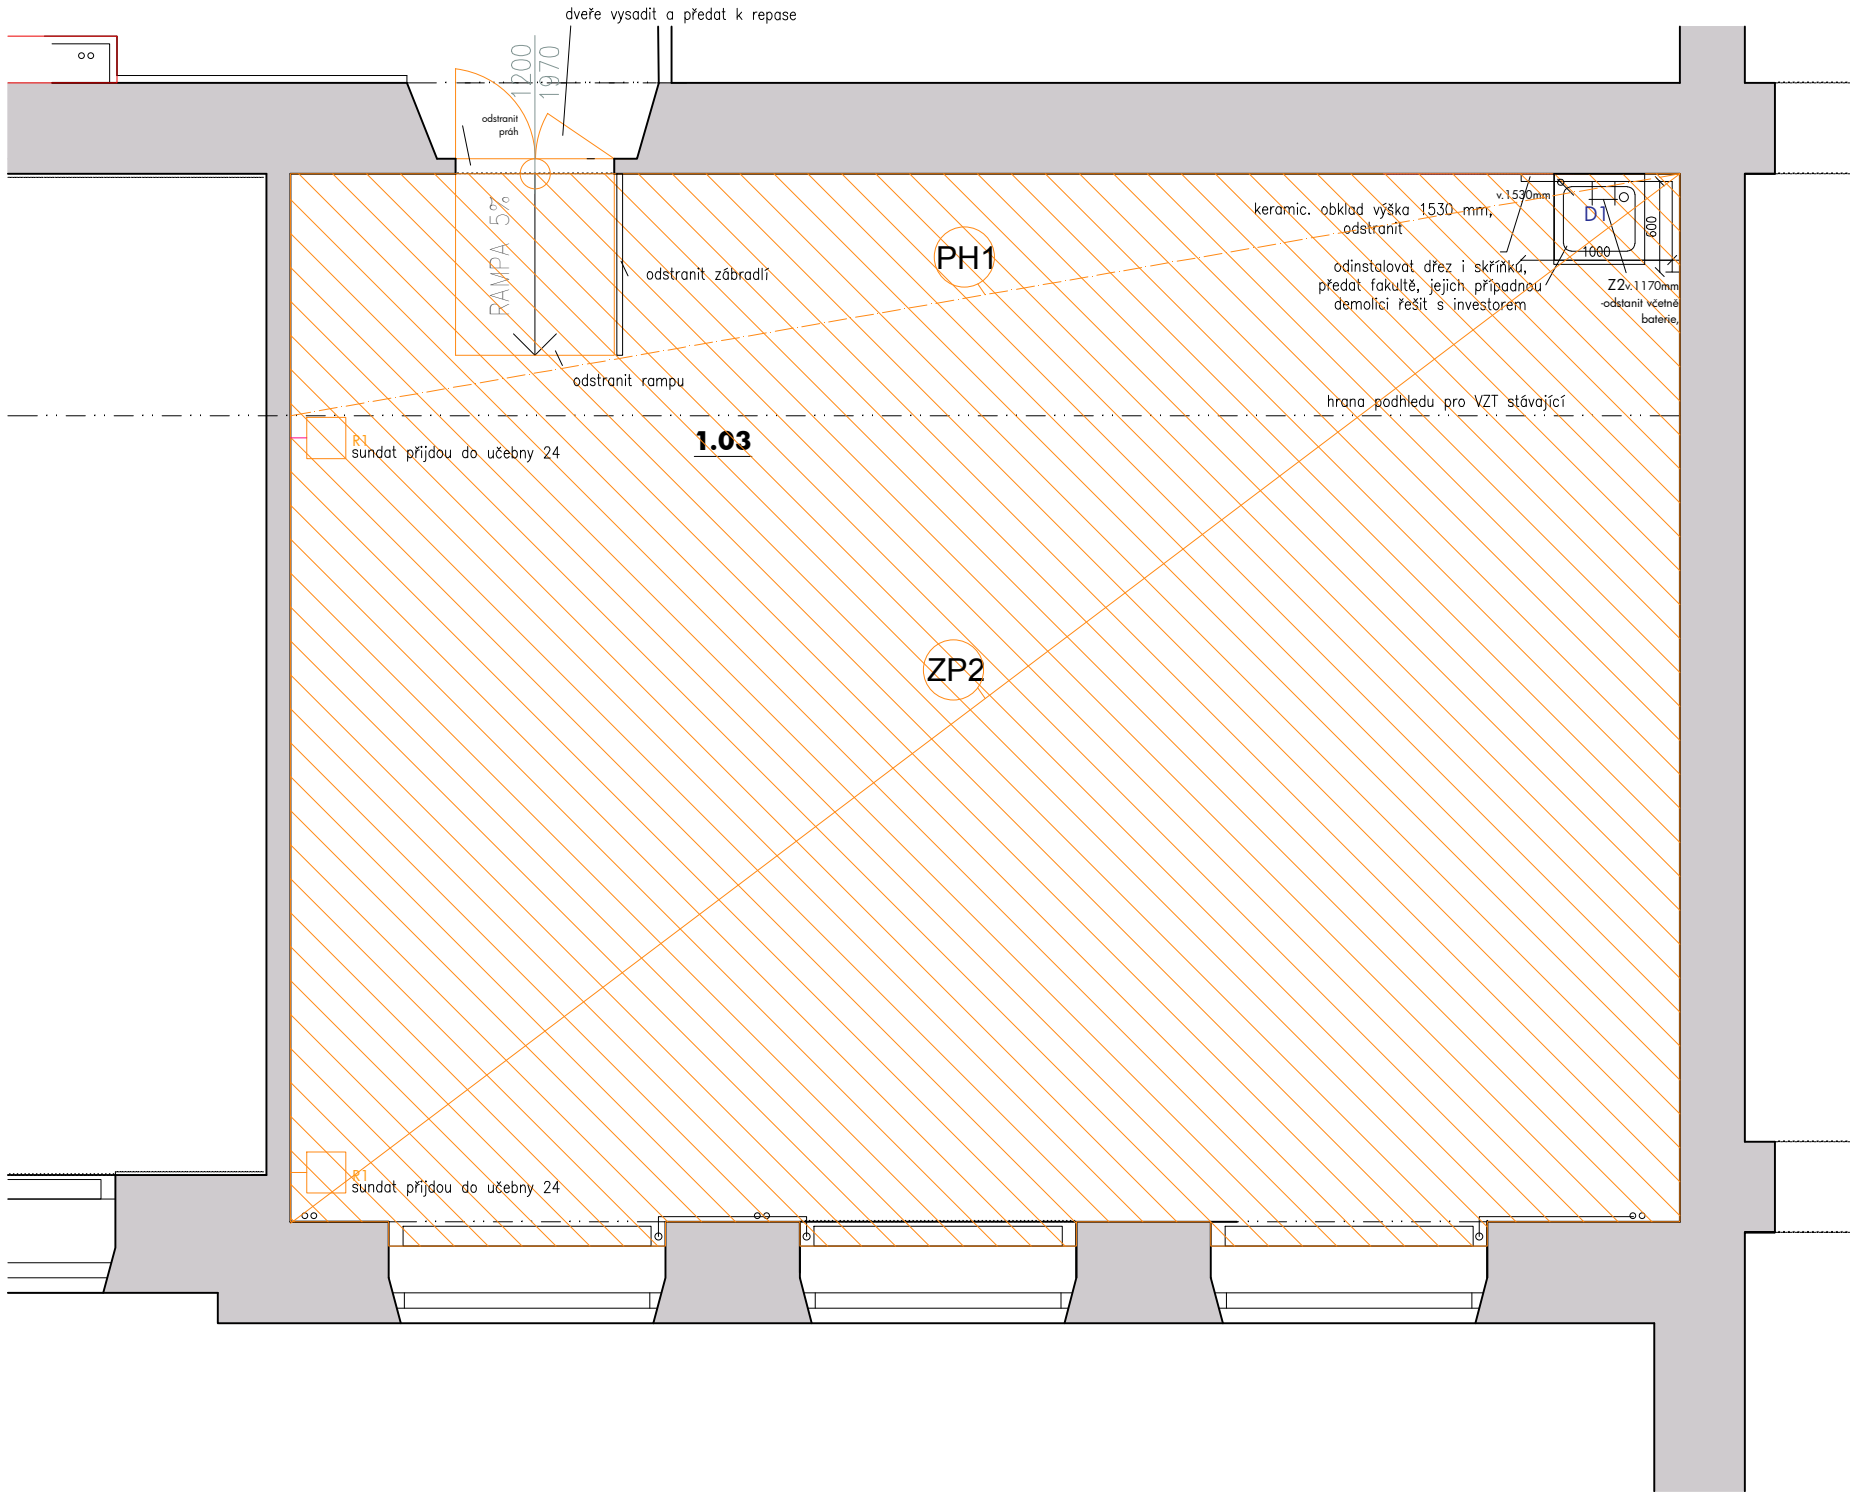 dveře vysadit a předat k repase
1200
1970
odstranit
práh
RAMPA 5%
odstranit zábradlí
odstranit rampu
PH1
keramic. obklad výška 1530 mm,
odstranit
v.1530mm
D1
600
1000
odinstalovat dřez i skříňku,
předat fakultě, jejich případnou
demolici řešit s investorem
Z2v.1170mm
-odstanit včetně
baterie,
hrana podhledu pro VZT stávající
R1
sundat přijdou do učebny 24
1.03
ZP2
R1
sundat přijdou do učebny 24